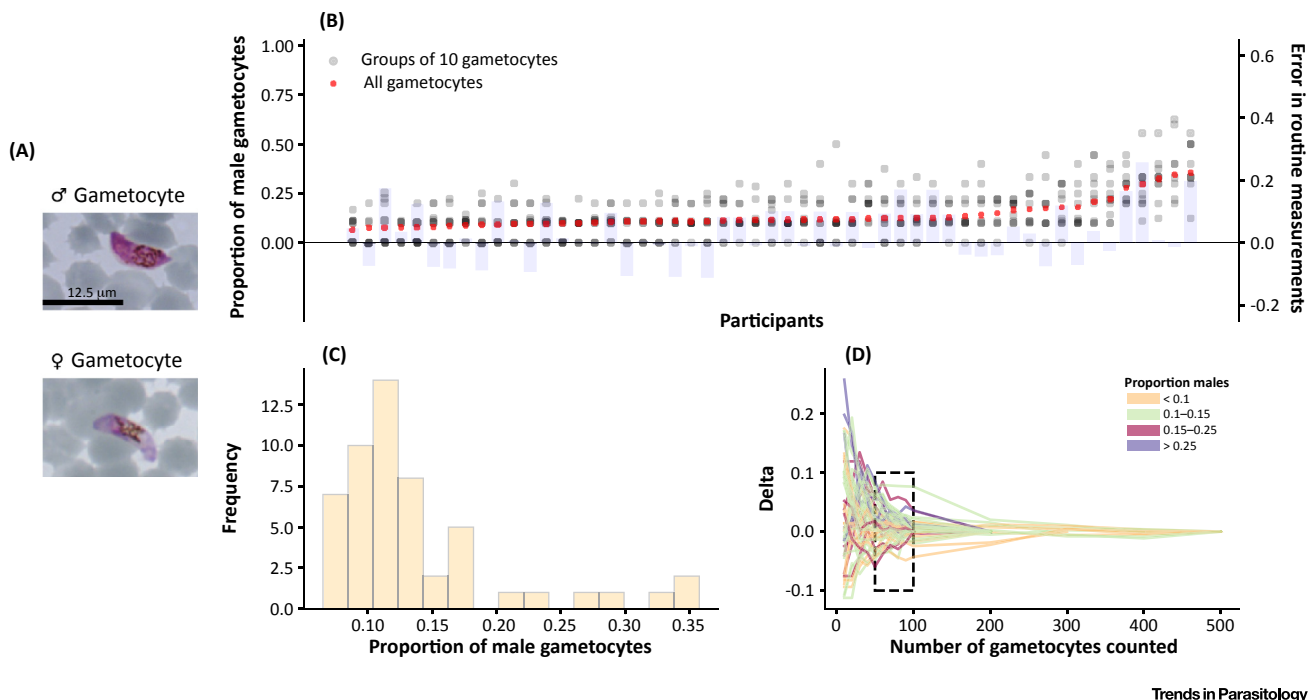 (A)
♂ Gametocyte
12.5 μm
♀ Gametocyte
(B)
Proportion of male gametocytes
1.00
0.75
0.50
0.25
0.00
Groups of 10 gametocytes
All gametocytes
0.6
0.4
0.2
0.0
-0.2
Error in routine measurements
Participants
(C)
Frequency
12.5
10.0
7.5
5.0
2.5
0.0
0.10 0.15 0.20 0.25 0.30 0.35
Proportion of male gametocytes
(D)
Delta
0.2
0.1
0.0
-0.1
Proportion males
< 0.1
0.1–0.15
0.15–0.25
> 0.25
0 100 200 300 400 500
Number of gametocytes counted
Trends in Parasitology